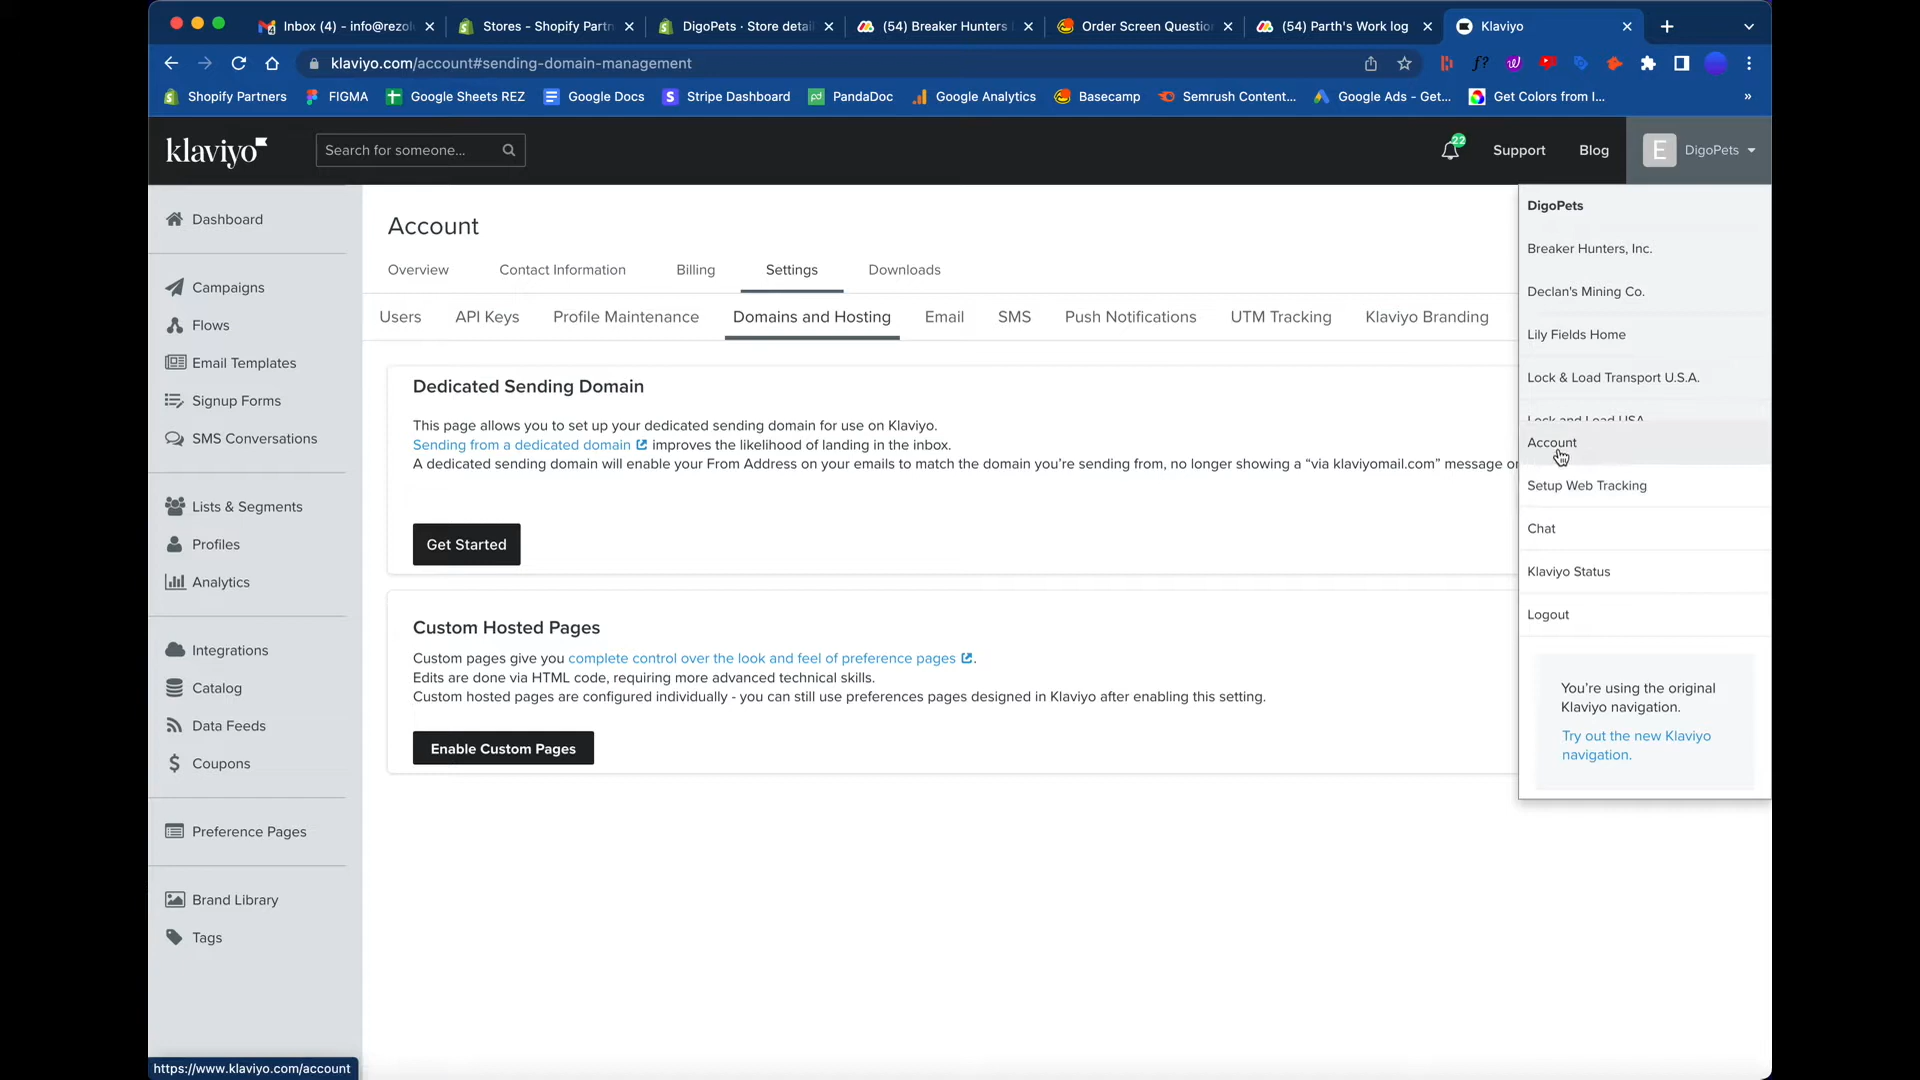 Inbox (4) - info@rezol
Stores - Shopify Partn
DigoPets · Store detail
(54) Breaker Hunters
Order Screen Question
(54) Parth's Work log
Klaviyo
klaviyo.com/account#sending-domain-management
Shopify Partners
FIGMA
Google Sheets REZ
Google Docs
Stripe Dashboard
PandaDoc
Google Analytics
Basecamp
Semrush Content...
Google Ads - Get...
Get Colors from I...
»
klaviyo
Search for someone...
22
Support
Blog
E
DigoPets
Dashboard
Campaigns
Flows
Email Templates
Signup Forms
SMS Conversations
Lists & Segments
Profiles
Analytics
Integrations
Catalog
Data Feeds
Coupons
Preference Pages
Brand Library
Tags
Account
Overview
Contact Information
Billing
Settings
Downloads
Users
API Keys
Profile Maintenance
Domains and Hosting
Email
SMS
Push Notifications
UTM Tracking
Klaviyo Branding
Dedicated Sending Domain
This page allows you to set up your dedicated sending domain for use on Klaviyo.
Sending from a dedicated domain improves the likelihood of landing in the inbox.
A dedicated sending domain will enable your From Address on your emails to match the domain you're sending from, no longer showing a “via klaviyomail.com” message or
Get Started
Custom Hosted Pages
Custom pages give you complete control over the look and feel of preference pages.
Edits are done via HTML code, requiring more advanced technical skills.
Custom hosted pages are configured individually - you can still use preferences pages designed in Klaviyo after enabling this setting.
Enable Custom Pages
DigoPets
Breaker Hunters, Inc.
Declan's Mining Co.
Lily Fields Home
Lock & Load Transport U.S.A.
Lock and Load USA
Account
Setup Web Tracking
Chat
Klaviyo Status
Logout
You're using the original
Klaviyo navigation.
Try out the new Klaviyo
navigation.
https://www.klaviyo.com/account